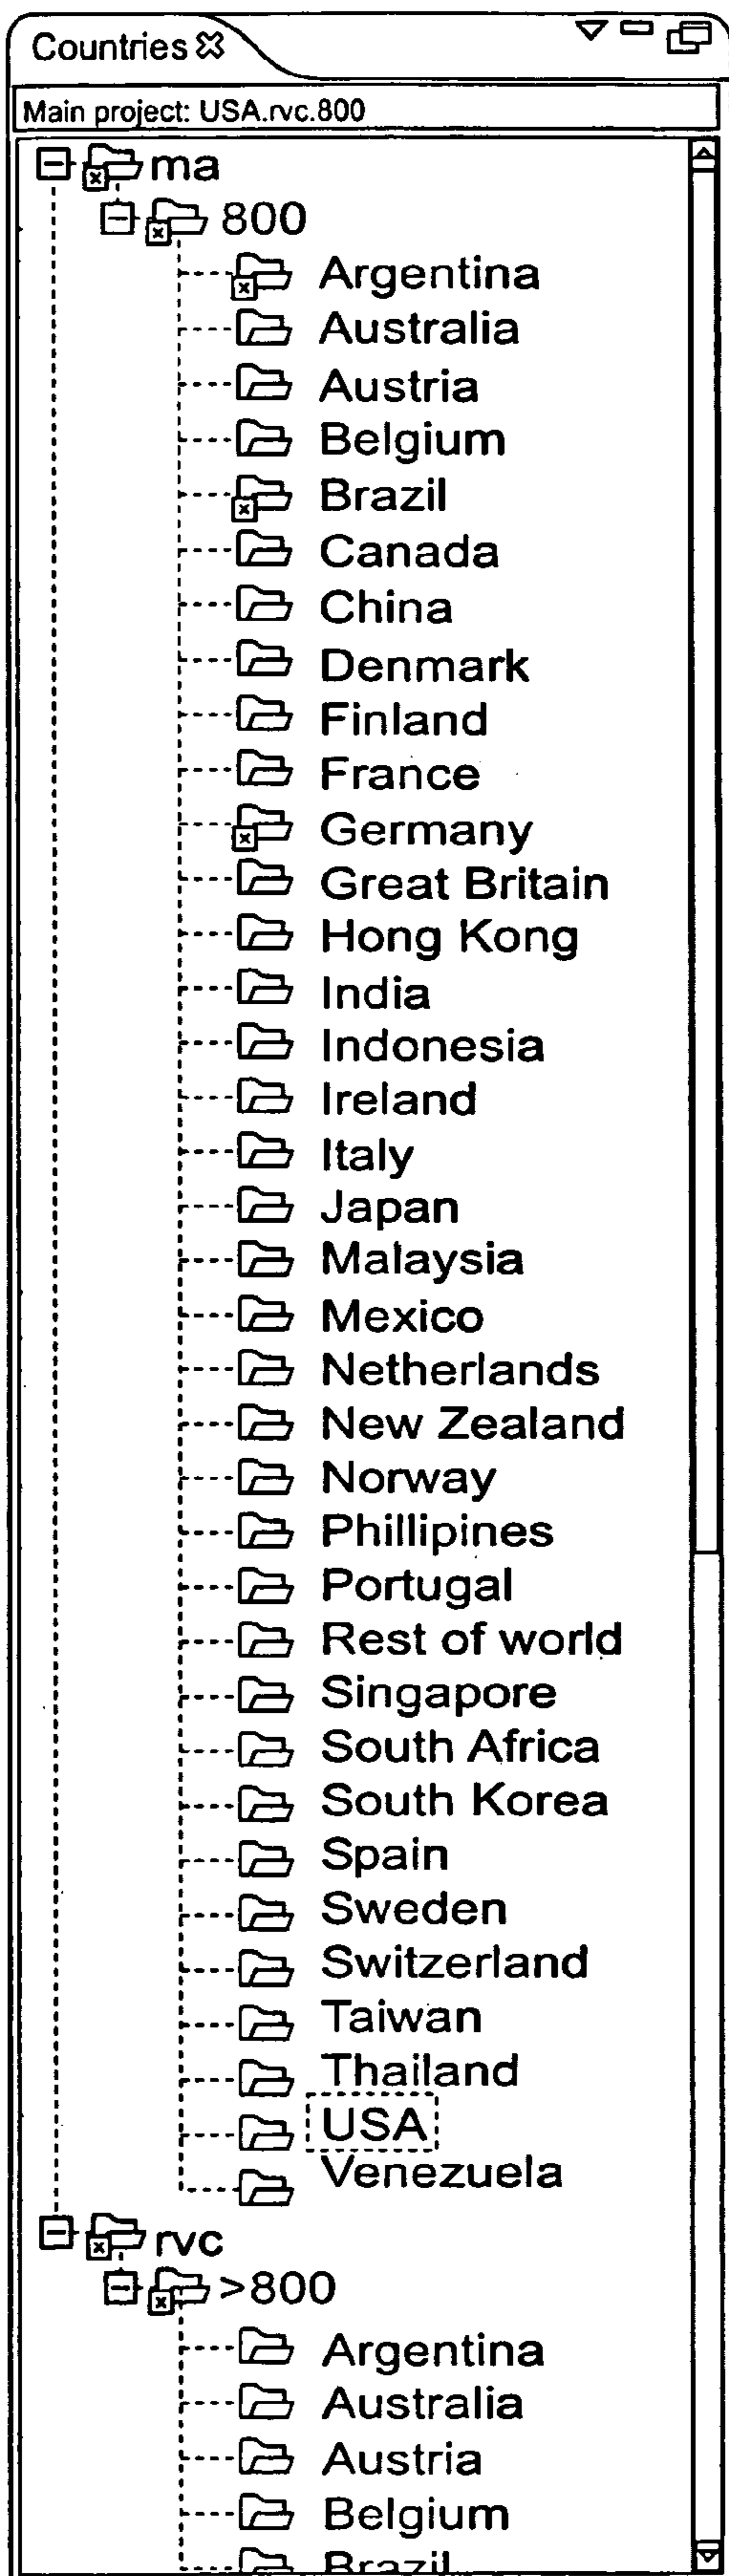 Countries
Main project: USA.rvc.800
ma
800
Argentina
Australia
Austria
Belgium
Brazil
Canada
China
Denmark
Finland
France
Germany
Great Britain
Hong Kong
India
Indonesia
Ireland
Italy
Japan
Malaysia
Mexico
Netherlands
New Zealand
Norway
Phillipines
Portugal
Rest of world
Singapore
South Africa
South Korea
Spain
Sweden
Switzerland
Taiwan
Thailand
USA
Venezuela
rvc
>800
Argentina
Australia
Austria
Belgium
Brazil